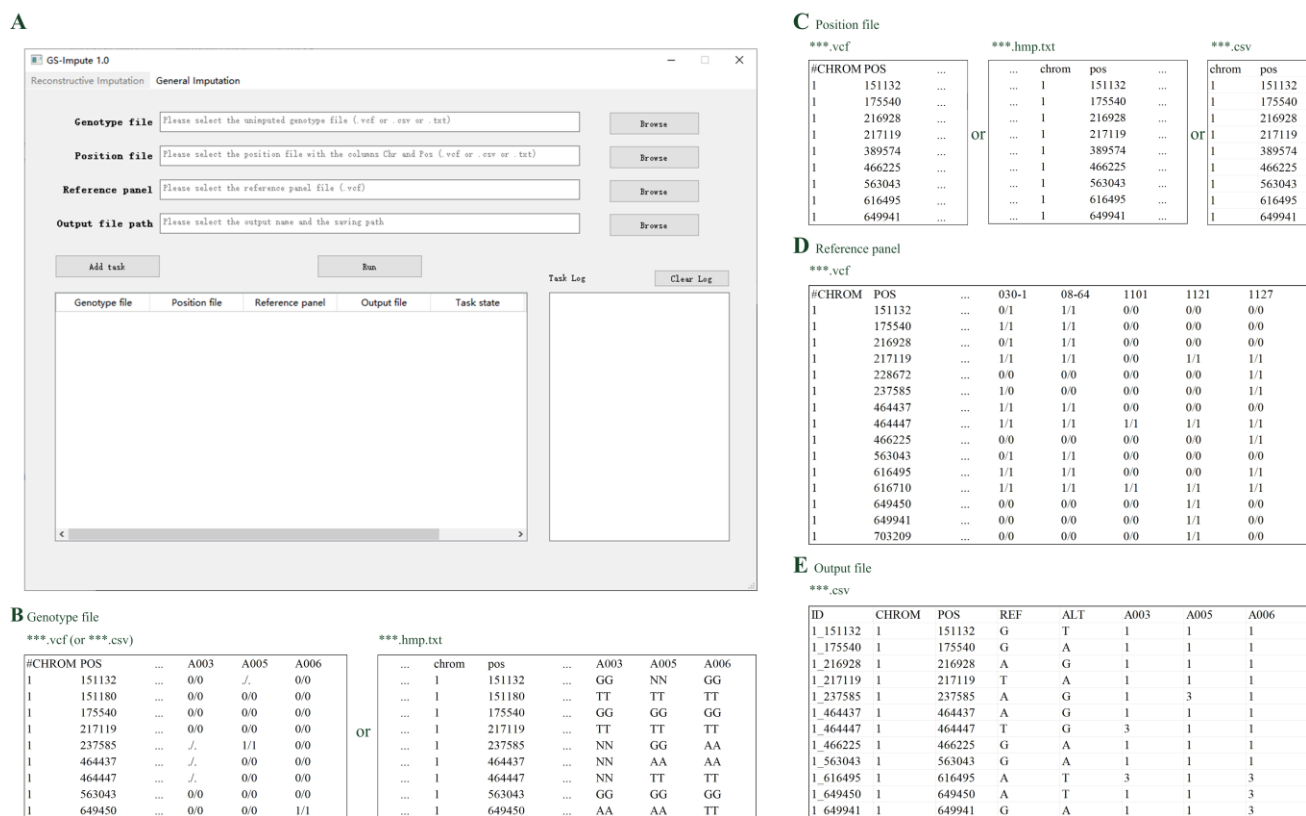 A
GS-Impute 1.0
Reconstructive Imputation General Imputation
Genotype file Please select the unimputed genotype file (.vcf or .csv or .txt) Browse
Position file Please select the position file with the columns Chr and Pos (.vcf or .csv or .txt) Browse
Reference panel Please select the reference panel file (.vcf) Browse
Output file path Please select the output name and the saving path Browse
Add task Run
Task Log Clear Log
Genotype file Position file Reference panel Output file Task state
B Genotype file
***.vcf (or ***.csv)
#CHROM POS ... A003 A005 A006
1 151132 ... 0/0 ./. 0/0
1 151180 ... 0/0 0/0 0/0
1 175540 ... 0/0 0/0 0/0
1 217119 ... 0/0 0/0 0/0
1 237585 ... ./. 1/1 0/0
1 464437 ... ./. 0/0 0/0
1 464447 ... ./. 0/0 0/0
1 563043 ... 0/0 0/0 0/0
1 649450 ... 0/0 0/0 1/1
or
***.hmp.txt
... chrom pos ... A003 A005 A006
... 1 151132 ... GG NN GG
... 1 151180 ... TT TT TT
... 1 175540 ... GG GG GG
... 1 217119 ... TT TT TT
... 1 237585 ... NN GG AA
... 1 464437 ... NN AA AA
... 1 464447 ... NN TT TT
... 1 563043 ... GG GG GG
... 1 649450 ... AA AA TT
C Position file
***.vcf
#CHROM POS ...
1 151132 ...
1 175540 ...
1 216928 ...
1 217119 ...
1 389574 ...
1 466225 ...
1 563043 ...
1 616495 ...
1 649941 ...
or
***.hmp.txt
... chrom pos ...
... 1 151132 ...
... 1 175540 ...
... 1 216928 ...
... 1 217119 ...
... 1 389574 ...
... 1 466225 ...
... 1 563043 ...
... 1 616495 ...
... 1 649941 ...
or
***.csv
chrom pos
1 151132
1 175540
1 216928
1 217119
1 389574
1 466225
1 563043
1 616495
1 649941
D Reference panel
***.vcf
#CHROM POS ... 030-1 08-64 1101 1121 1127
1 151132 ... 0/1 1/1 0/0 0/0 0/0
1 175540 ... 1/1 1/1 0/0 0/0 0/0
1 216928 ... 0/1 1/1 0/0 0/0 0/0
1 217119 ... 1/1 1/1 0/0 1/1 1/1
1 228672 ... 0/0 0/0 0/0 0/0 1/1
1 237585 ... 1/0 0/0 0/0 0/0 1/1
1 464437 ... 1/1 1/1 0/0 0/0 0/0
1 464447 ... 1/1 1/1 1/1 1/1 1/1
1 466225 ... 0/0 0/0 0/0 0/0 1/1
1 563043 ... 0/1 1/1 0/0 0/0 0/0
1 616495 ... 1/1 1/1 0/0 0/0 1/1
1 616710 ... 1/1 1/1 1/1 1/1 1/1
1 649450 ... 0/0 0/0 0/0 1/1 0/0
1 649941 ... 0/0 0/0 0/0 1/1 0/0
1 703209 ... 0/0 0/0 0/0 1/1 0/0
E Output file
***.csv
ID CHROM POS REF ALT A003 A005 A006
1_151132 1 151132 G T 1 1 1
1_175540 1 175540 G A 1 1 1
1_216928 1 216928 A G 1 1 1
1_217119 1 217119 T A 1 1 1
1_237585 1 237585 A G 1 3 1
1_464437 1 464437 A G 1 1 1
1_464447 1 464447 T G 3 1 1
1_466225 1 466225 G A 1 1 1
1_563043 1 563043 G A 1 1 1
1_616495 1 616495 A T 3 1 3
1_649450 1 649450 A T 1 1 3
1_649941 1 649941 G A 1 1 3